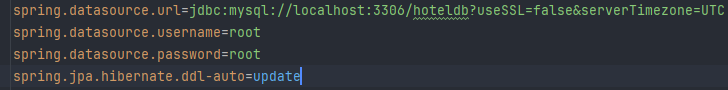 spring.datasource.url=jdbc:mysql://localhost:3306/hoteldb?useSSL=false&serverTimezone=UTC
spring.datasource.username=root
spring.datasource.password=root
spring.jpa.hibernate.ddl-auto=update